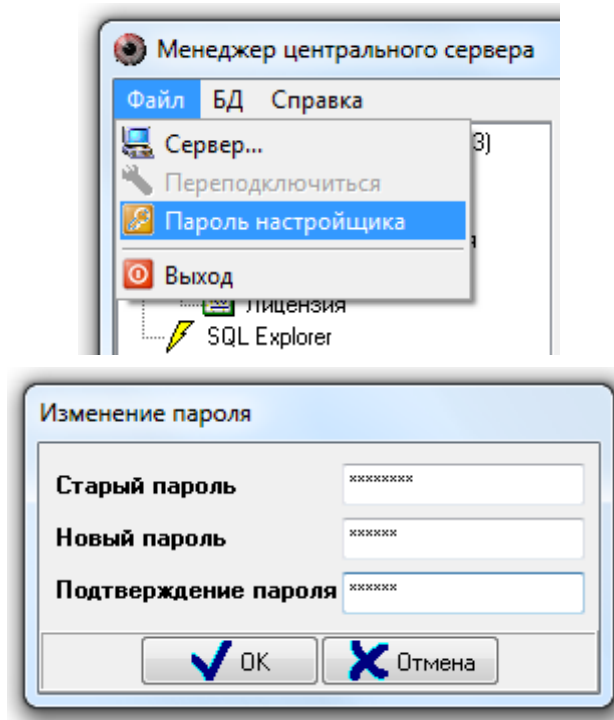 Менеджер центрального сервера
Файл БД Справка
Сервер... 3)
Переподключиться
Пароль настройщика
Выход
Лицензия
SQL Explorer
Изменение пароля
Старый пароль ********
Новый пароль ******
Подтверждение пароля ******
OK Отмена